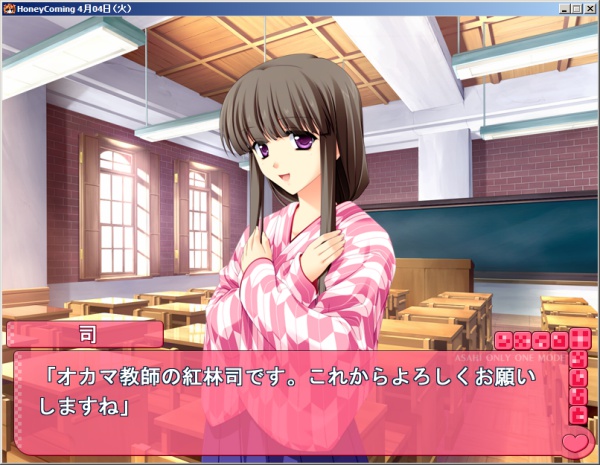 HoneyComing 4月04日(火)
司
ASAHI ONLY ONE MODE
「オカマ教師の紅林司です。これからよろしくお願い
しますね」